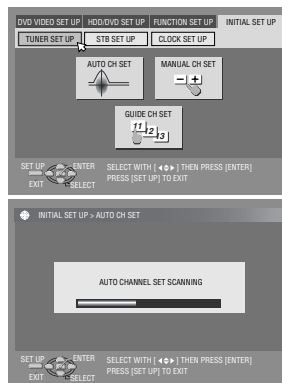 DVD VIDEO SET UP HDD/DVD SET UP FUNCTION SET UP INITIAL SET UP
TUNER SET UP STB SET UP CLOCK SET UP
AUTO CH SET MANUAL CH SET
GUIDE CH SET
11 12 13
SET UP ENTER SELECT WITH [ ] THEN PRESS [ENTER]
EXIT SELECT PRESS [SET UP] TO EXIT
INITIAL SET UP > AUTO CH SET
AUTO CHANNEL SET SCANNING
SET UP ENTER SELECT WITH [ ] THEN PRESS [ENTER]
EXIT SELECT PRESS [SET UP] TO EXIT